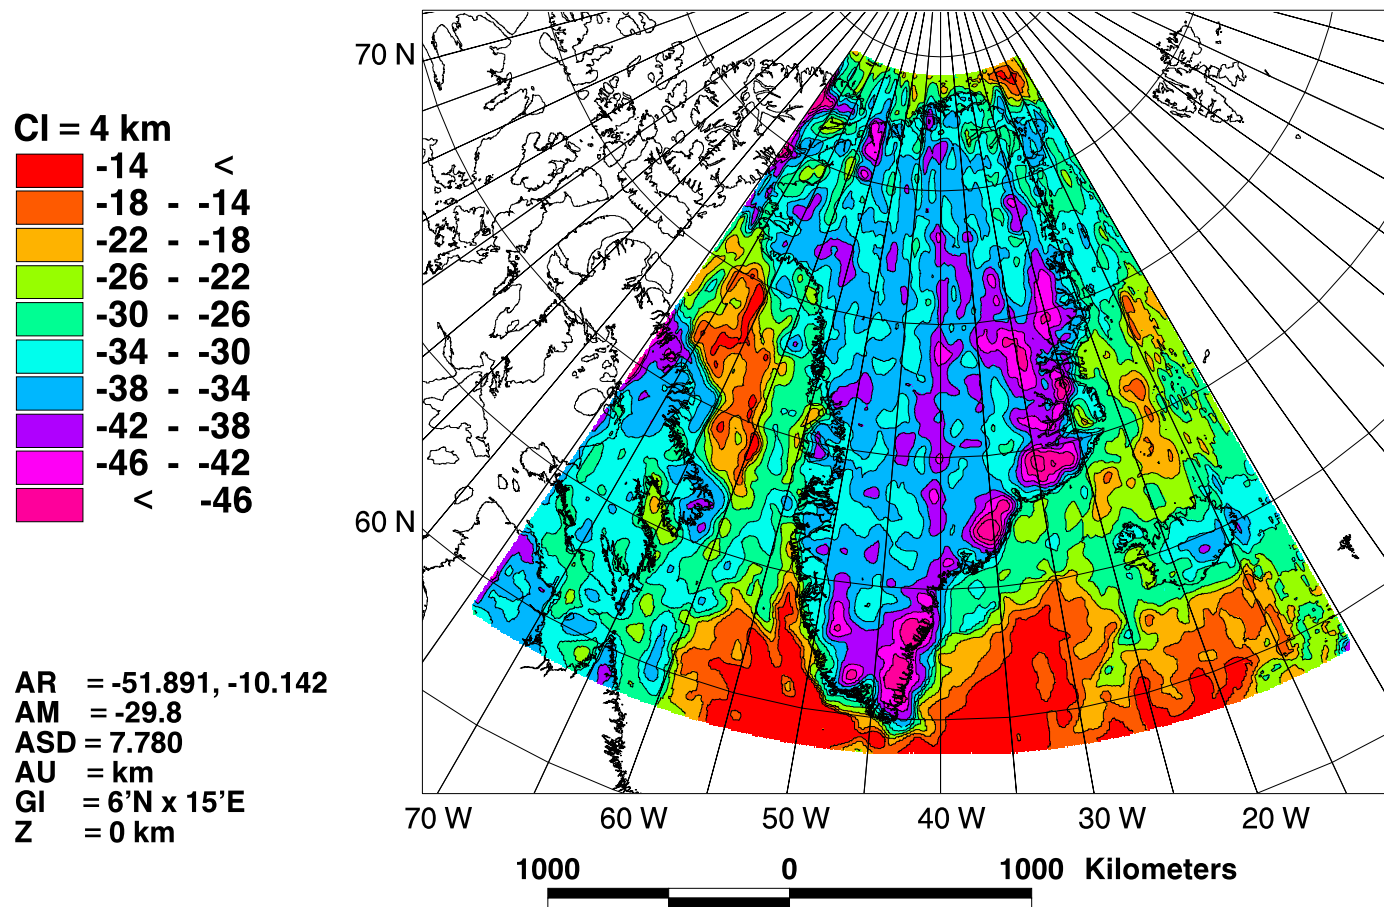 70 N
CI = 4 km
-14 <
-18 - -14
-22 - -18
-26 - -22
-30 - -26
-34 - -30
-38 - -34
-42 - -38
-46 - -42
< -46
60 N
AR = -51.891, -10.142
AM = -29.8
ASD = 7.780
AU = km
GI = 6'N x 15'E
Z = 0 km
70 W 60 W 50 W 40 W 30 W 20 W
1000 0 1000 Kilometers